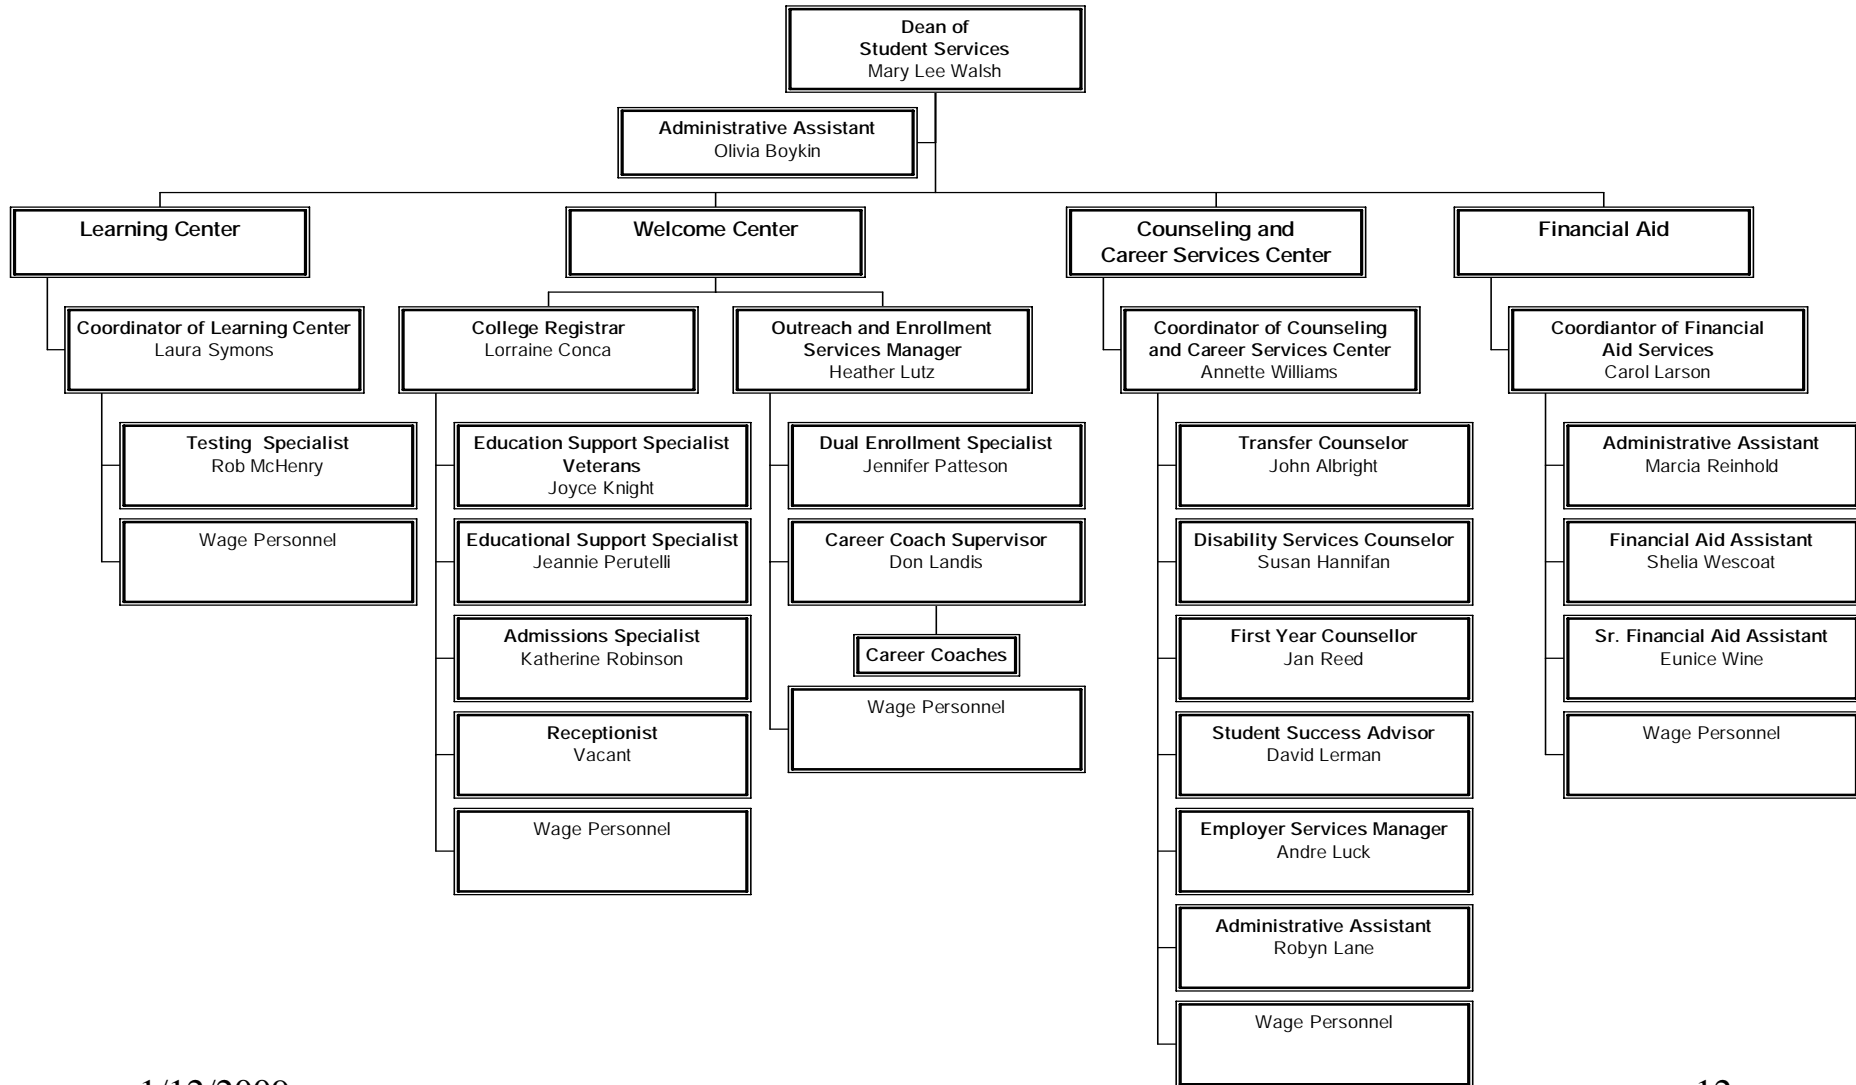 Dean of
Student Services
Mary Lee Walsh
Administrative Assistant
Olivia Boykin
Learning Center
Welcome Center
Counseling and
Career Services Center
Financial Aid
Coordinator of Learning Center
Laura Symons
College Registrar
Lorraine Conca
Outreach and Enrollment
Services Manager
Heather Lutz
Coordinator of Counseling
and Career Services Center
Annette Williams
Coordiantor of Financial
Aid Services
Carol Larson
Testing Specialist
Rob McHenry
Wage Personnel
Education Support Specialist
Veterans
Joyce Knight
Educational Support Specialist
Jeannie Perutelli
Admissions Specialist
Katherine Robinson
Receptionist
Vacant
Wage Personnel
Dual Enrollment Specialist
Jennifer Patteson
Career Coach Supervisor
Don Landis
Career Coaches
Wage Personnel
Transfer Counselor
John Albright
Disability Services Counselor
Susan Hannifan
First Year Counsellor
Jan Reed
Student Success Advisor
David Lerman
Employer Services Manager
Andre Luck
Administrative Assistant
Robyn Lane
Wage Personnel
Administrative Assistant
Marcia Reinhold
Financial Aid Assistant
Shelia Wescoat
Sr. Financial Aid Assistant
Eunice Wine
Wage Personnel